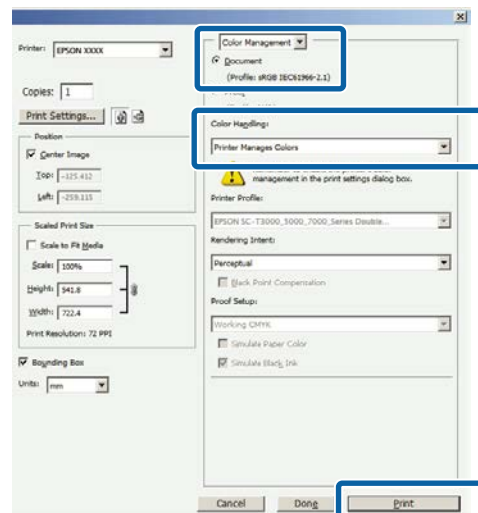 Printer: EPSON XXXX
Copies: 1
Print Settings...
Position
Center Image
Top: -125.412
Left: -259.115
Scaled Print Size
Scale to Fit Media
Scale: 100%
Height: 541.8
Width: 722.4
Print Resolution: 72 PPI
Bounding Box
Units: mm
Color Management
Document
(Profile: sRGB IEC61966-2.1)
Color Handling:
Printer Manages Colors
management in the print settings dialog box.
Printer Profile:
EPSON SC-T3000_5000_7000_Series Double...
Rendering Intent:
Perceptual
Black Point Compensation
Proof Setup:
Working CMYK
Simulate Paper Color
Simulate Black Ink
Cancel
Done
Print